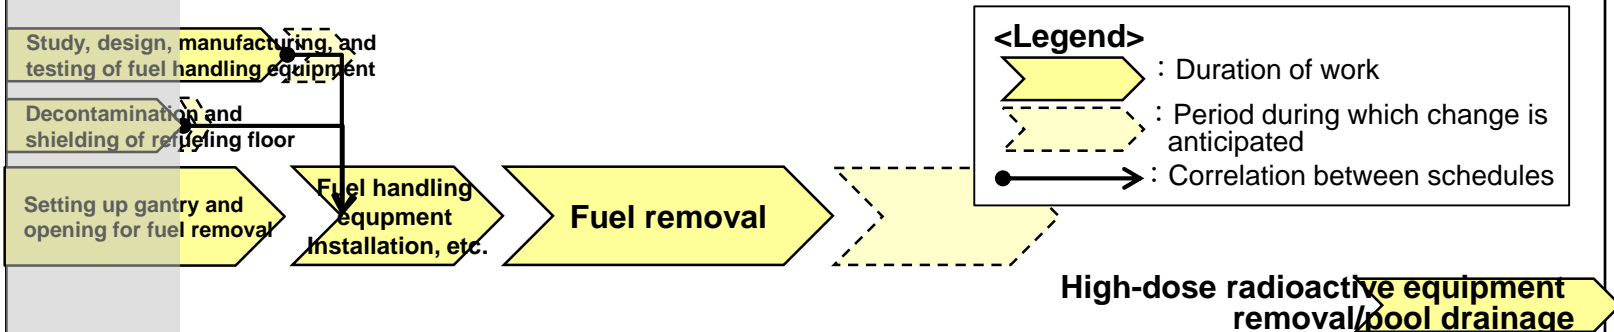 Study, design, manufacturing, and
testing of fuel handling equipment
Decontamination and
shielding of refueling floor
Setting up gantry and
opening for fuel removal
Fuel handling
equpment
Installation, etc.
Fuel removal
<Legend>
: Duration of work
: Period during which change is
anticipated
: Correlation between schedules
High-dose radioactive equipment
removal/pool drainage